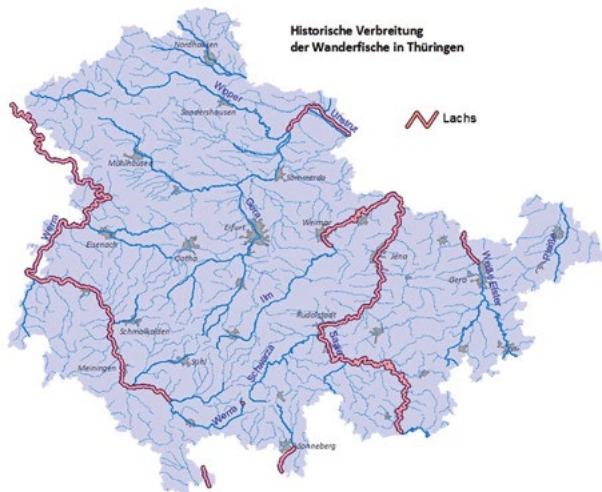 Historische Verbreitung
der Wanderfische in Thüringen
Lachs
Nordhausen
Wipper
Sondershausen
Unstrut
Mühlhausen
Sömmerda
Werra
Gera
Erfurt
Weimar
Eisenach
Gotha
Jena
Gera
Weiße Elster
Pleiße
Ilm
Rudolstadt
Schmalkalden
Saale
Suhl
Schwarza
Meiningen
Werra
Sonneberg